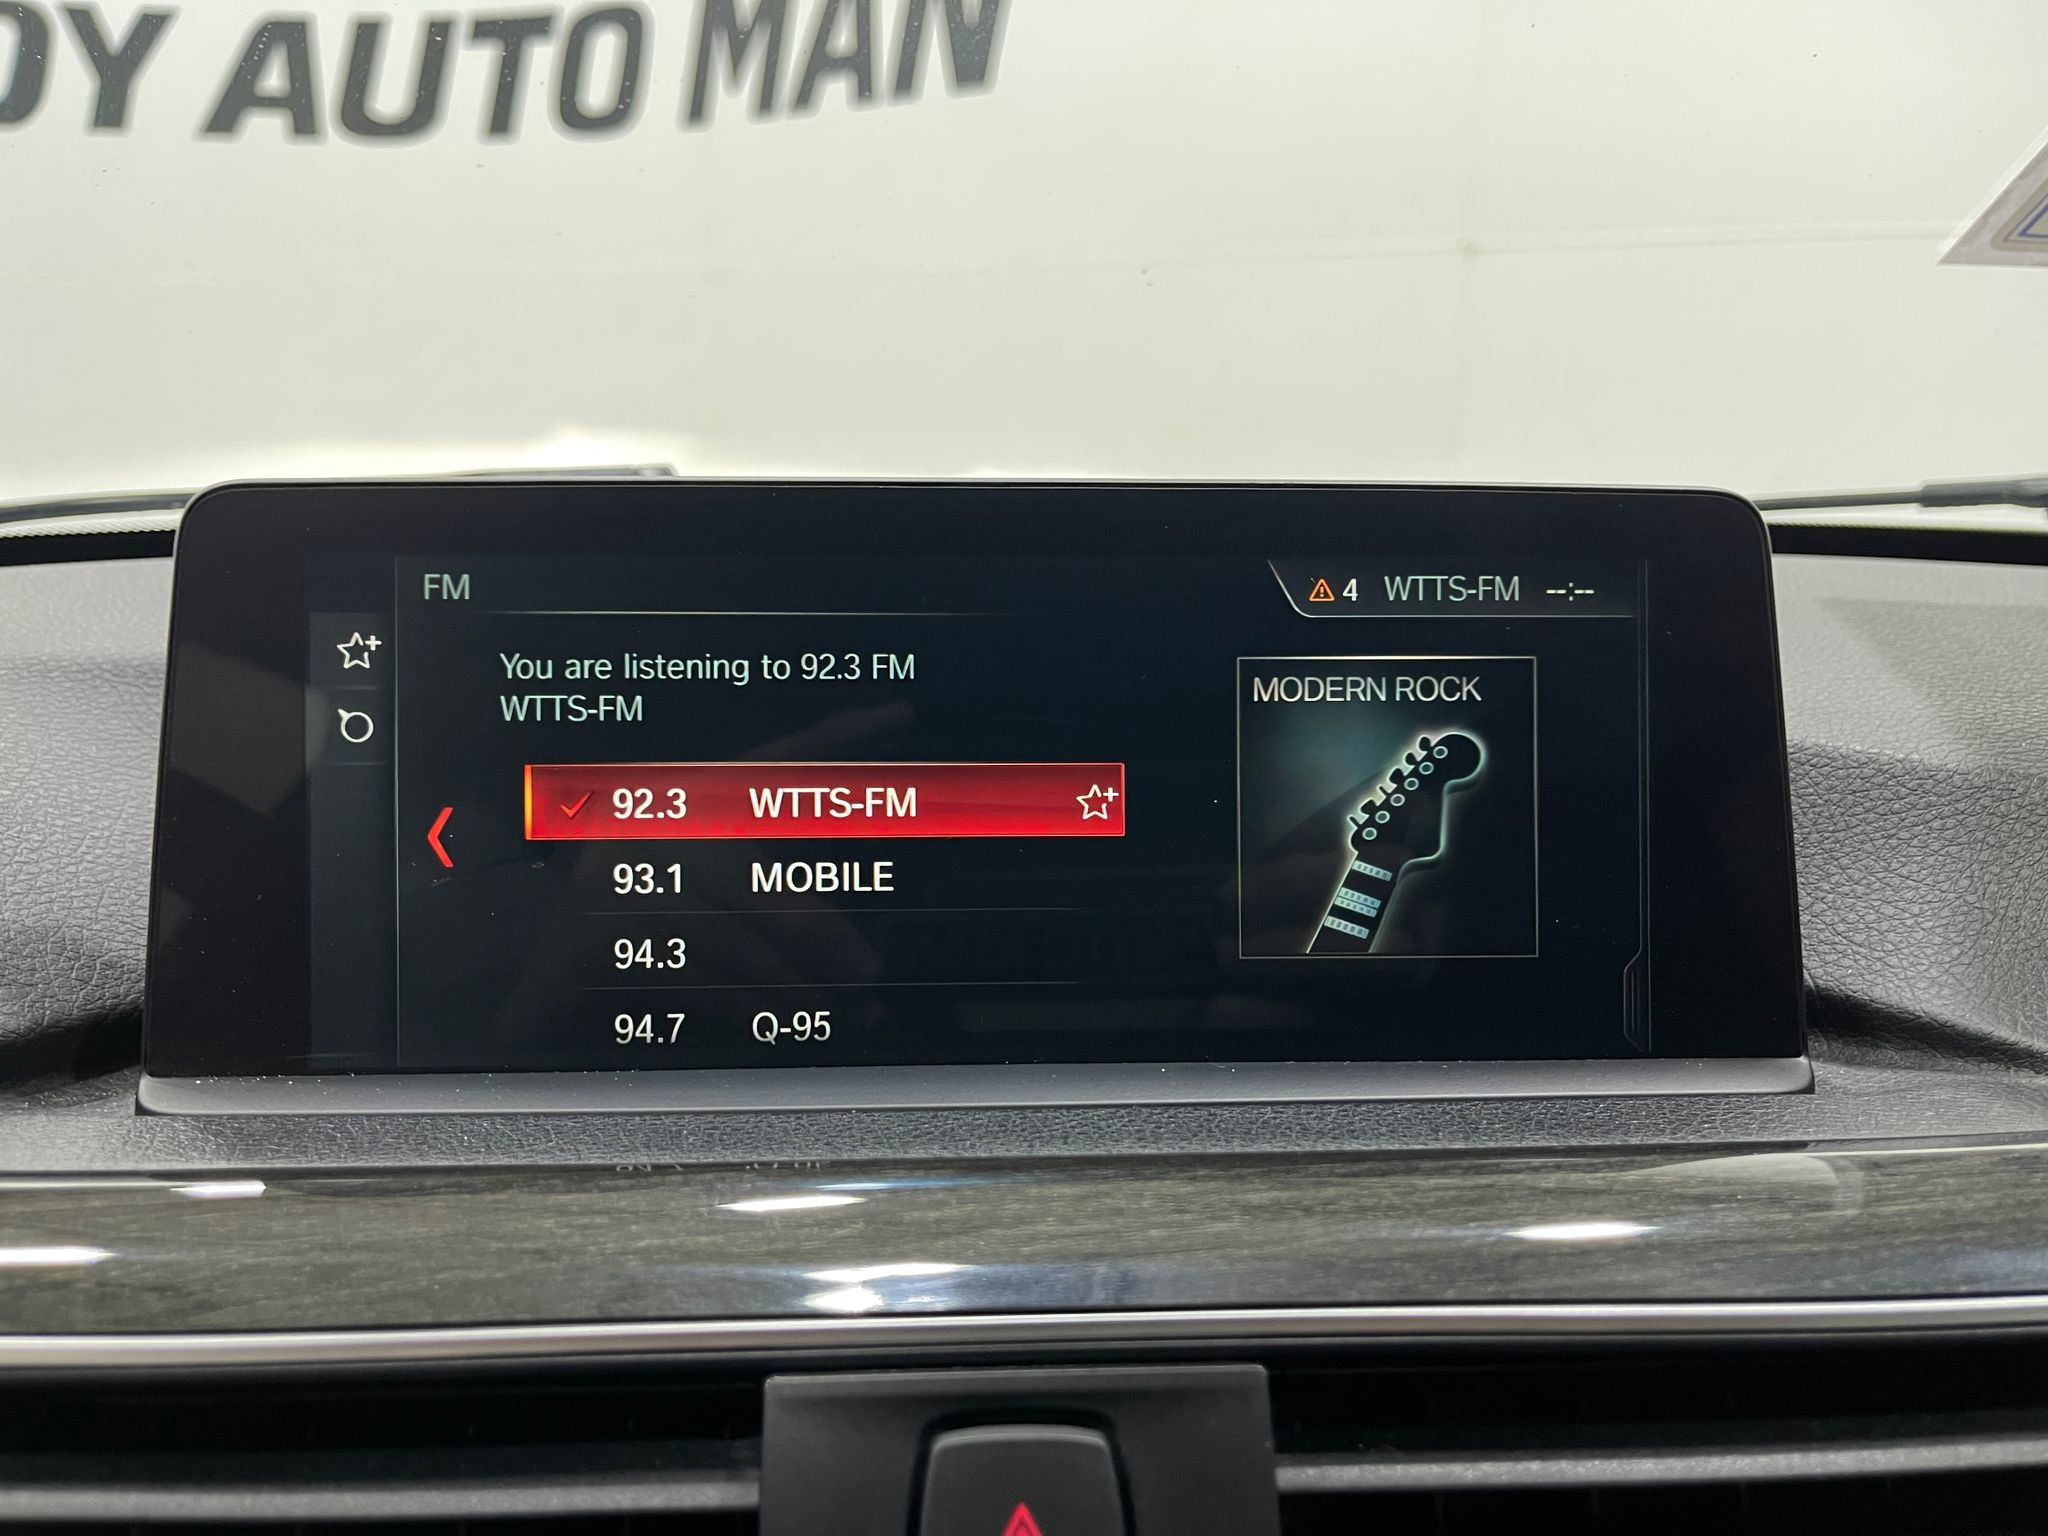 DY AUTO MAN
FM
4 WTTS-FM --:--
You are listening to 92.3 FM
WTTS-FM
MODERN ROCK
92.3 WTTS-FM
93.1 MOBILE
94.3
94.7 Q-95